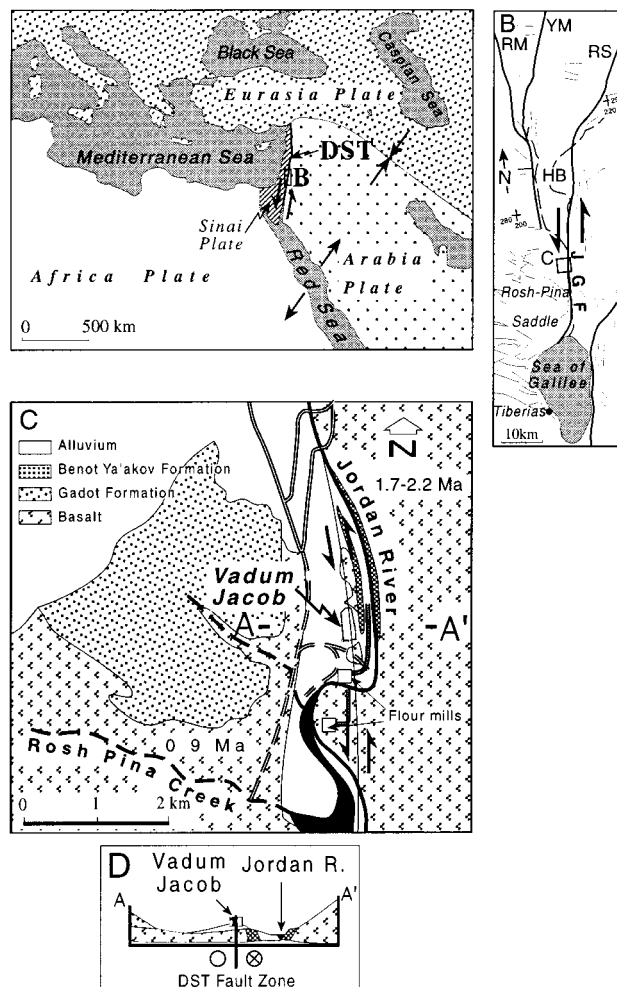 Black Sea
Caspian Sea
Eurasia Plate
Mediterranean Sea
DST
B
Sinai
Plate
Africa Plate
Arabia
Plate
Red Sea
0 500 km
B
YM
RM
RS
N
HB
280
200
C
J G F
Rosh-Pina
Saddle
Sea of
Galilee
Tiberias
10km
C
Alluvium
Benot Ya'akov Formation
Gadot Formation
Basalt
N
1.7-2.2 Ma
Jordan River
Vadum
Jacob
A-
-A'
Flour mills
0 9 Ma
Rosh Pina Creek
0 1 2 km
D
Vadum
Jacob
Jordan R.
A
A'
DST Fault Zone